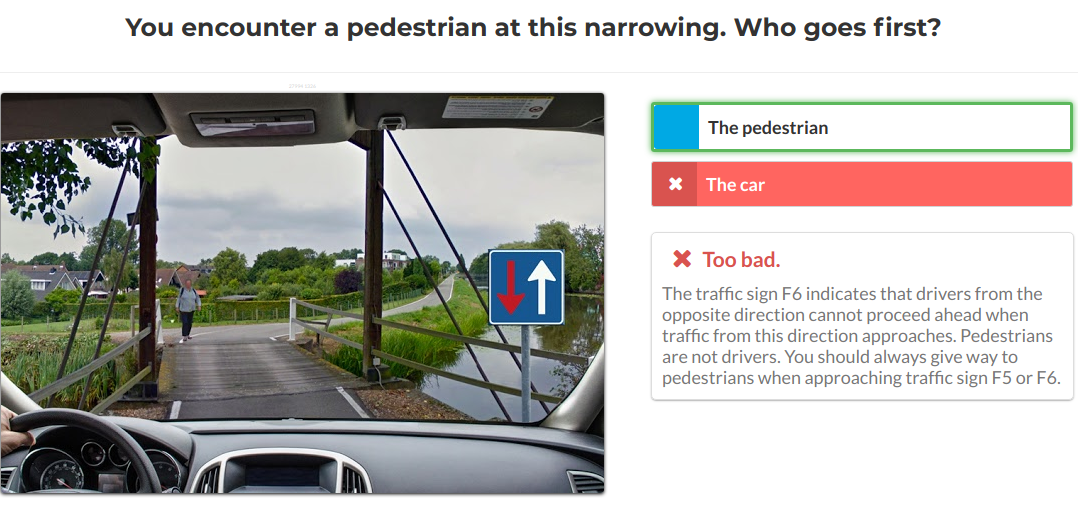 You encounter a pedestrian at this narrowing. Who goes first?
The pedestrian
The car
Too bad.
The traffic sign F6 indicates that drivers from the
opposite direction cannot proceed ahead when
traffic from this direction approaches. Pedestrians
are not drivers. You should always give way to
pedestrians when approaching traffic sign F5 or F6.